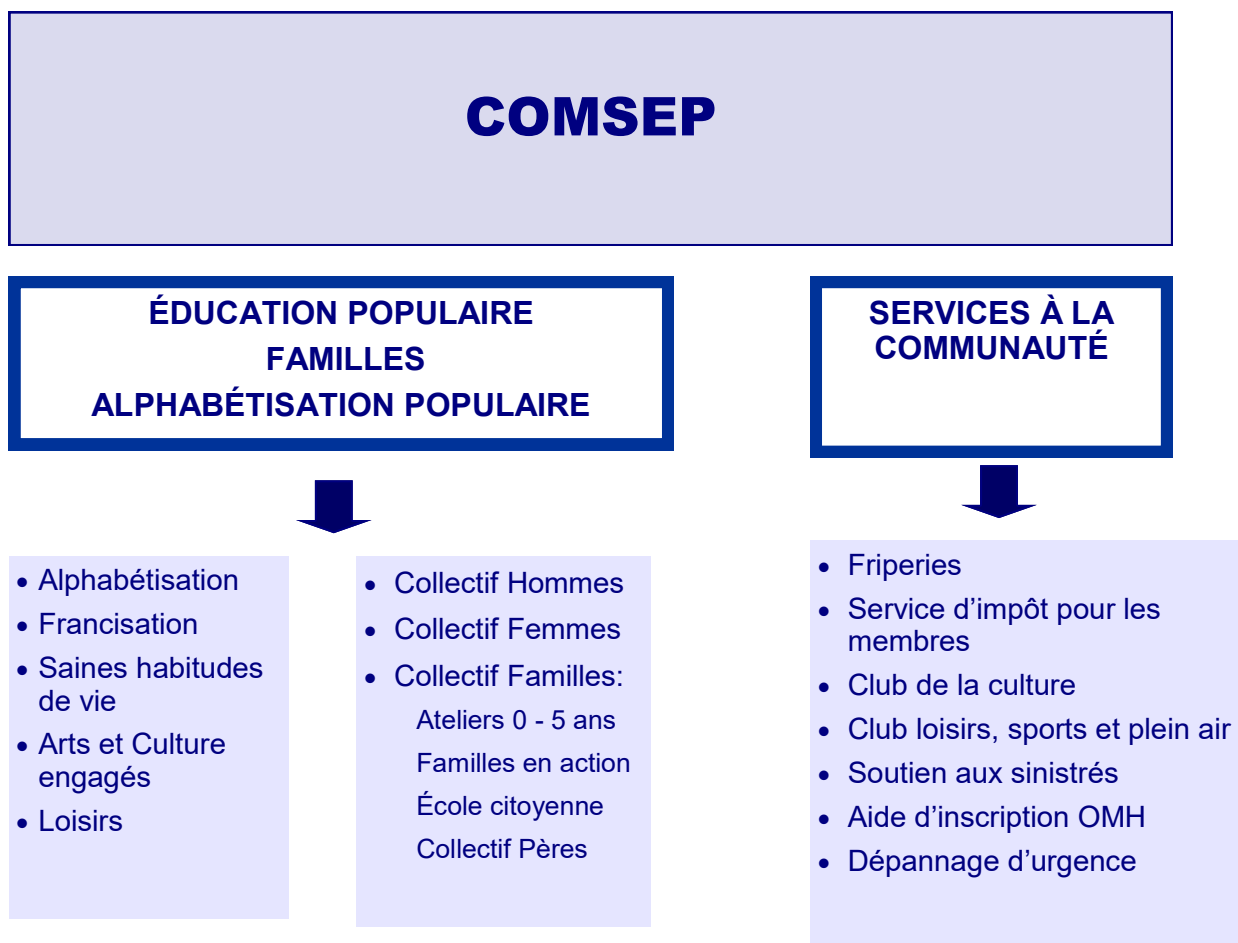 COMSEP
ÉDUCATION POPULAIRE
FAMILLES
ALPHABÉTISATION POPULAIRE
SERVICES À LA
COMMUNAUTÉ
• Alphabétisation
• Francisation
• Saines habitudes
de vie
• Arts et Culture
engagés
• Loisirs
• Collectif Hommes
• Collectif Femmes
• Collectif Familles:
Ateliers 0 - 5 ans
Familles en action
École citoyenne
Collectif Pères
• Friperies
• Service d’impôt pour les
membres
• Club de la culture
• Club loisirs, sports et plein air
• Soutien aux sinistrés
• Aide d’inscription OMH
• Dépannage d’urgence